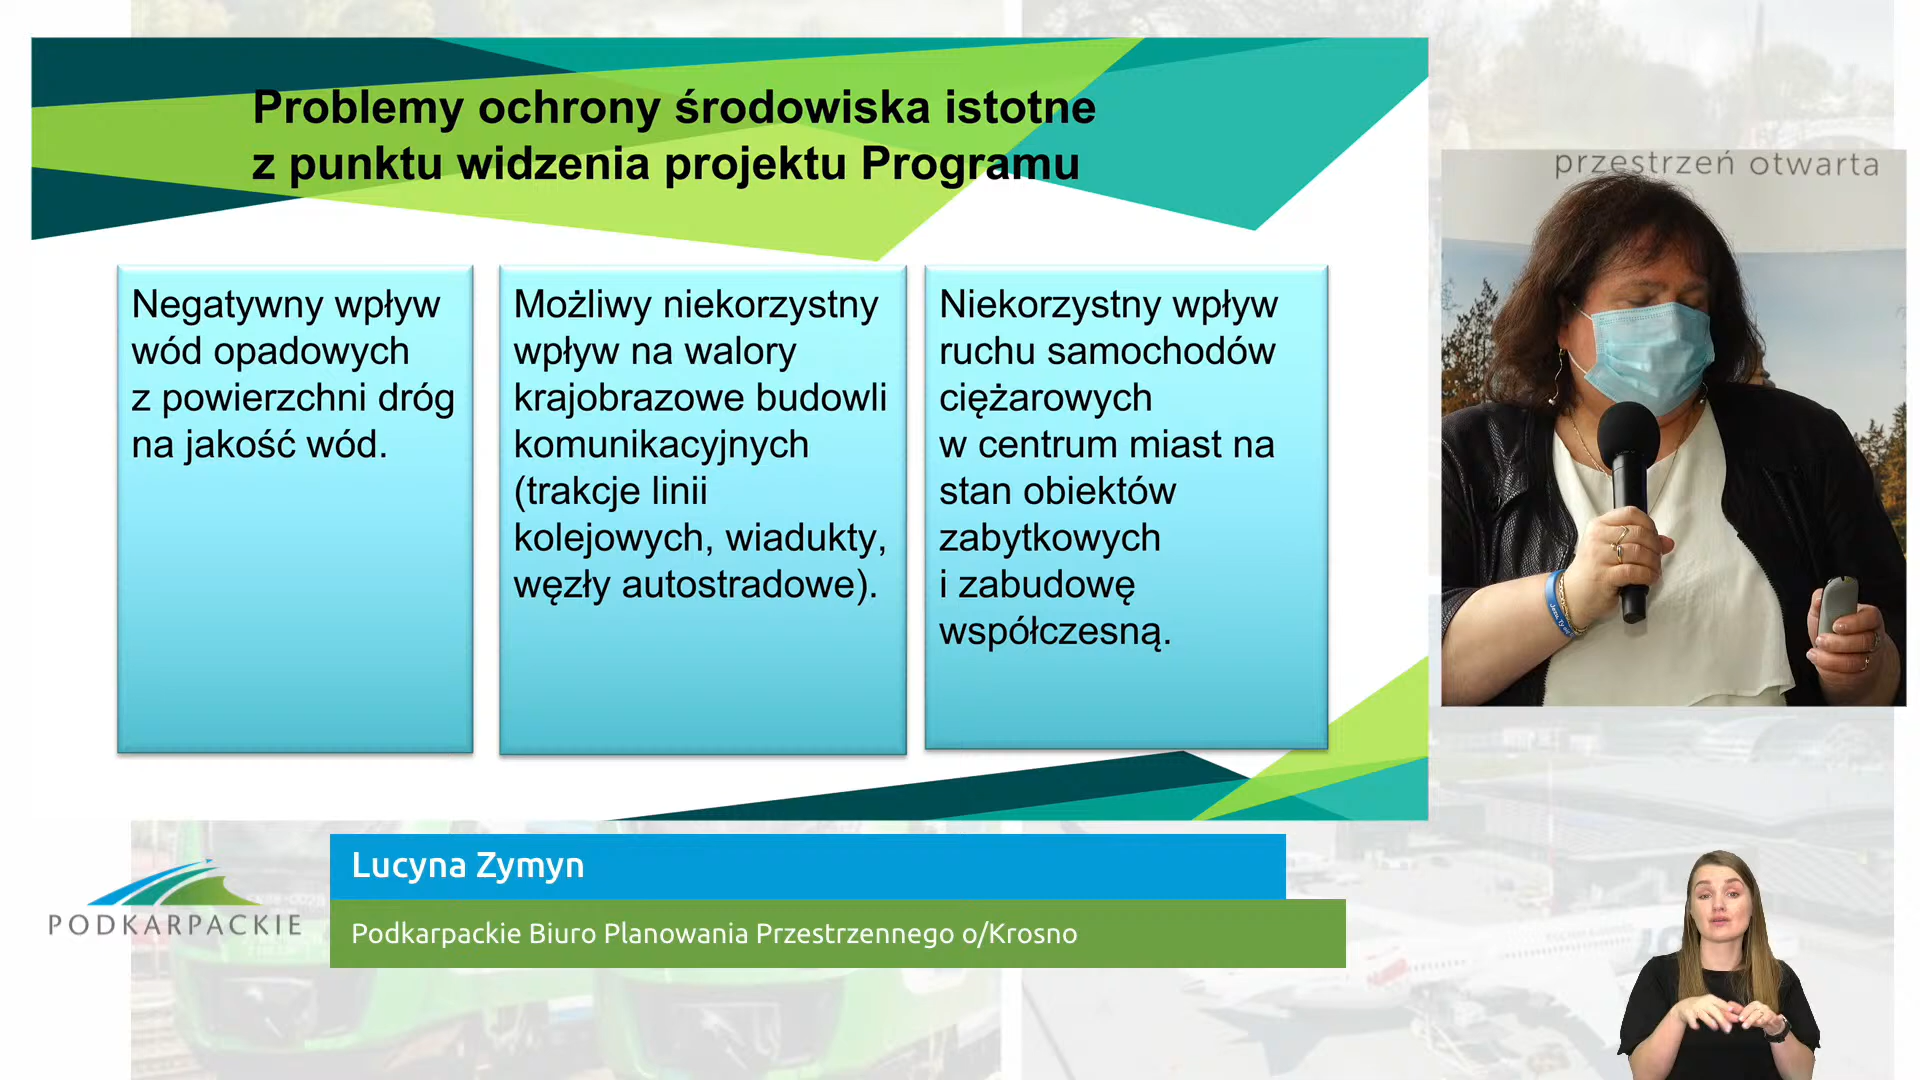 Problemy ochrony środowiska istotne
z punktu widzenia projektu Programu
Negatywny wpływ
wód opadowych
z powierzchni dróg
na jakość wód.
Możliwy niekorzystny
wpływ na walory
krajobrazowe budowli
komunikacyjnych
(trakcje linii
kolejowych, wiadukty,
węzły autostradowe).
Niekorzystny wpływ
ruchu samochodów
ciężarowych
w centrum miast na
stan obiektów
zabytkowych
i zabudowę
współczesną.
przestrzeń otwarta
PODKARPACKIE
Lucyna Zymyn
Podkarpackie Biuro Planowania Przestrzennego o/Krosno